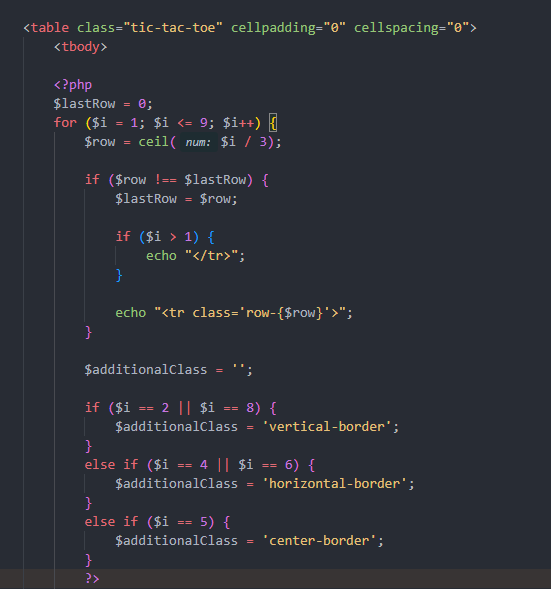 <table class="tic-tac-toe" cellpadding="0" cellspacing="0">
<tbody>
<?php
$lastRow = 0;
for ($i = 1; $i <= 9; $i++) {
$row = ceil( num: $i / 3);
if ($row !== $lastRow) {
$lastRow = $row;
if ($i > 1) {
echo "</tr>";
}
echo "<tr class='row-{$row}'>";
}
$additionalClass = '';
if ($i == 2 || $i == 8) {
$additionalClass = 'vertical-border';
}
else if ($i == 4 || $i == 6) {
$additionalClass = 'horizontal-border';
}
else if ($i == 5) {
$additionalClass = 'center-border';
}
?>